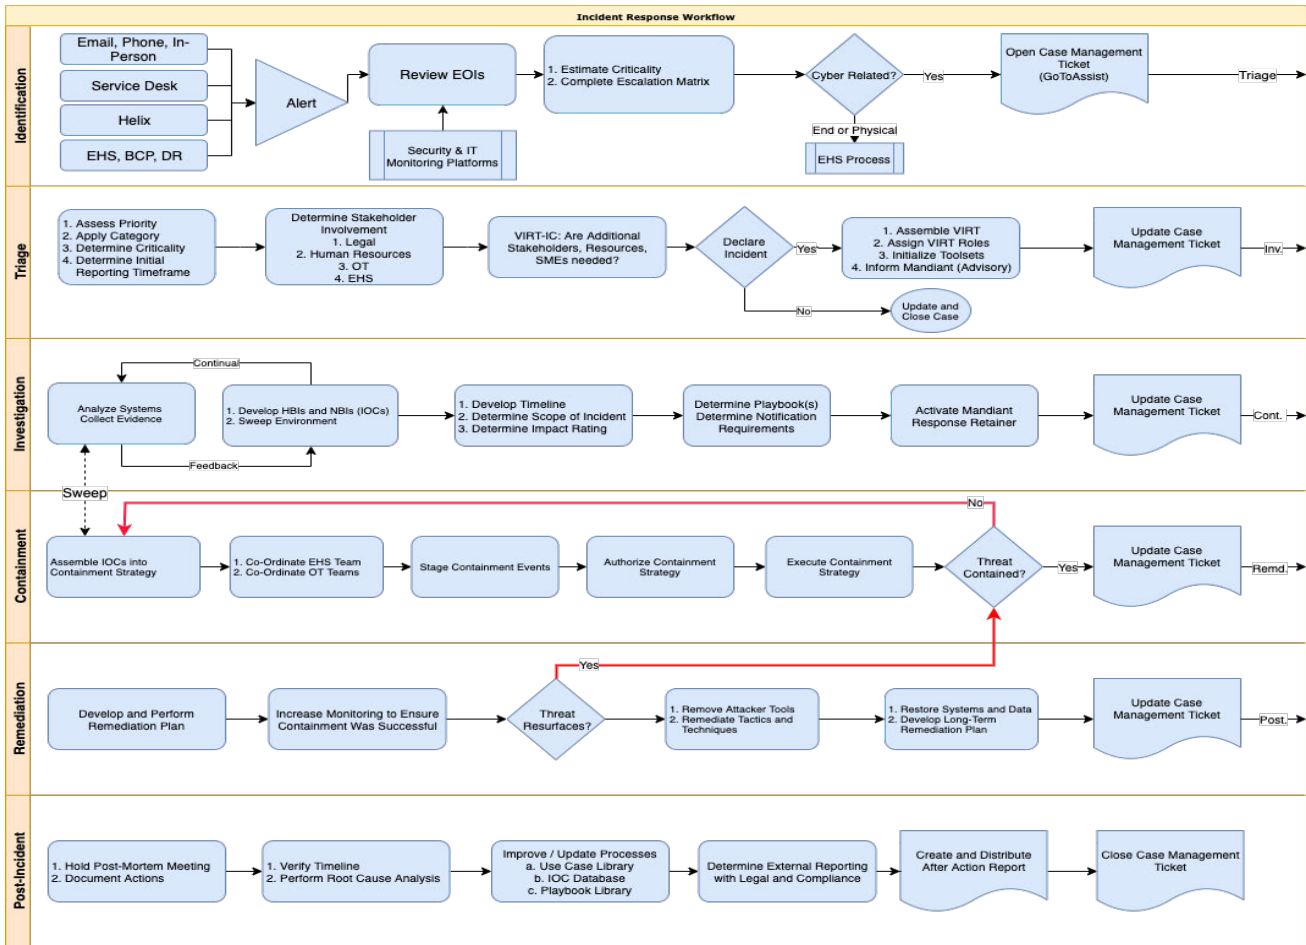 Incident Response Workflow
Identification
Email, Phone, In-
Person
Service Desk
Helix
EHS, BCP, DR
Alert
Review EOIs
Security & IT
Monitoring Platforms
1. Estimate Criticality
2. Complete Escalation Matrix
Cyber Related?
Yes
End or Physical
EHS Process
Open Case Management
Ticket
(GoToAssist)
Triage
Triage
1. Assess Priority
2. Apply Category
3. Determine Criticality
4. Determine Initial
Reporting Timeframe
Determine Stakeholder
Involvement
1. Legal
2. Human Resources
3. OT
4. EHS
VIRT-IC: Are Additional
Stakeholders, Resources,
SMEs needed?
Declare
Incident
Yes
No
Update and
Close Case
1. Assemble VIRT
2. Assign VIRT Roles
3. Initialize Toolsets
4. Inform Mandiant (Advisory)
Update Case
Management Ticket
Inv.
Investigation
Continual
Analyze Systems
Collect Evidence
Feedback
1. Develop HBIs and NBIs (IOCs)
2. Sweep Environment
1. Develop Timeline
2. Determine Scope of Incident
3. Determine Impact Rating
Determine Playbook(s)
Determine Notification
Requirements
Activate Mandiant
Response Retainer
Update Case
Management Ticket
Cont.
Sweep
Containment
No
Assemble IOCs into
Containment Strategy
1. Co-Ordinate EHS Team
2. Co-Ordinate OT Teams
Stage Containment Events
Authorize Containment
Strategy
Execute Containment
Strategy
Threat
Contained?
Yes
Update Case
Management Ticket
Remd.
Remediation
Yes
Develop and Perform
Remediation Plan
Increase Monitoring to Ensure
Containment Was Successful
Threat
Resurfaces?
1. Remove Attacker Tools
2. Remediate Tactics and
Techniques
1. Restore Systems and Data
2. Develop Long-Term
Remediation Plan
Update Case
Management Ticket
Post.
Post-Incident
1. Hold Post-Mortem Meeting
2. Document Actions
1. Verify Timeline
2. Perform Root Cause Analysis
Improve / Update Processes
a. Use Case Library
b. IOC Database
c. Playbook Library
Determine External Reporting
with Legal and Compliance
Create and Distribute
After Action Report
Close Case Management
Ticket